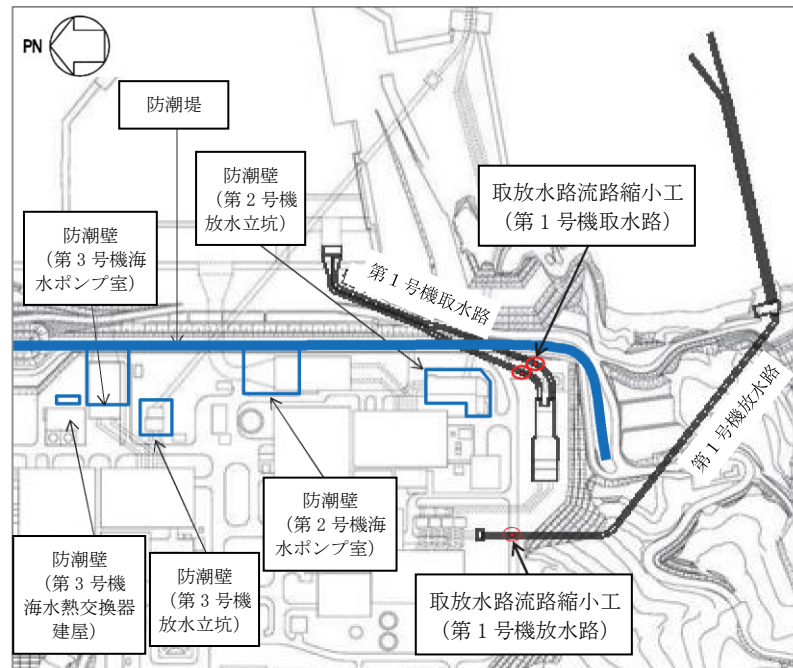 PN
防潮堤
防潮壁
（第２号機
放水立坑）
取放水路流路縮小工
（第１号機取水路）
防潮壁
（第３号機海
水ポンプ室）
第１号機取水路
第１号機放水路
防潮壁
（第２号機海
水ポンプ室）
防潮壁
（第３号機
海水熱交換器
建屋）
防潮壁
（第３号機
放水立坑）
取放水路流路縮小工
（第１号機放水路）